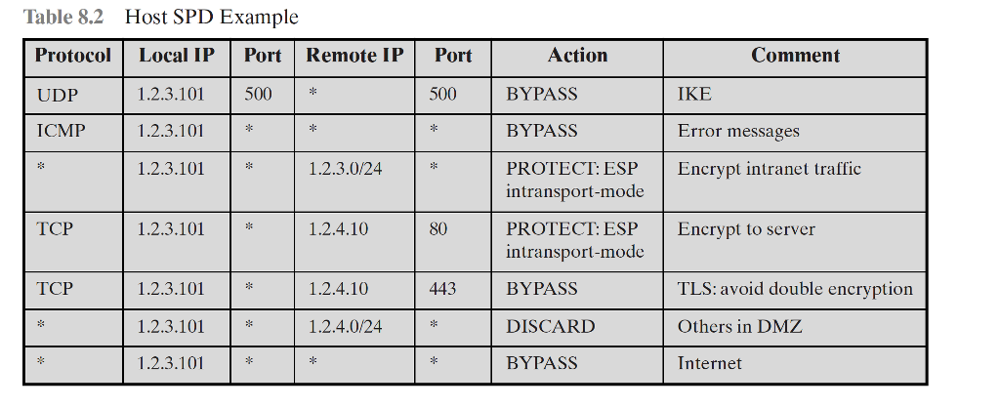 Table 8.2 Host SPD Example
Protocol Local IP Port Remote IP Port Action Comment
UDP 1.2.3.101 500 * 500 BYPASS IKE
ICMP 1.2.3.101 * * * BYPASS Error messages
* 1.2.3.101 * 1.2.3.0/24 * PROTECT: ESP Encrypt intranet traffic
intransport-mode
TCP 1.2.3.101 * 1.2.4.10 80 PROTECT: ESP Encrypt to server
intransport-mode
TCP 1.2.3.101 * 1.2.4.10 443 BYPASS TLS: avoid double encryption
* 1.2.3.101 * 1.2.4.0/24 * DISCARD Others in DMZ
* 1.2.3.101 * * * BYPASS Internet